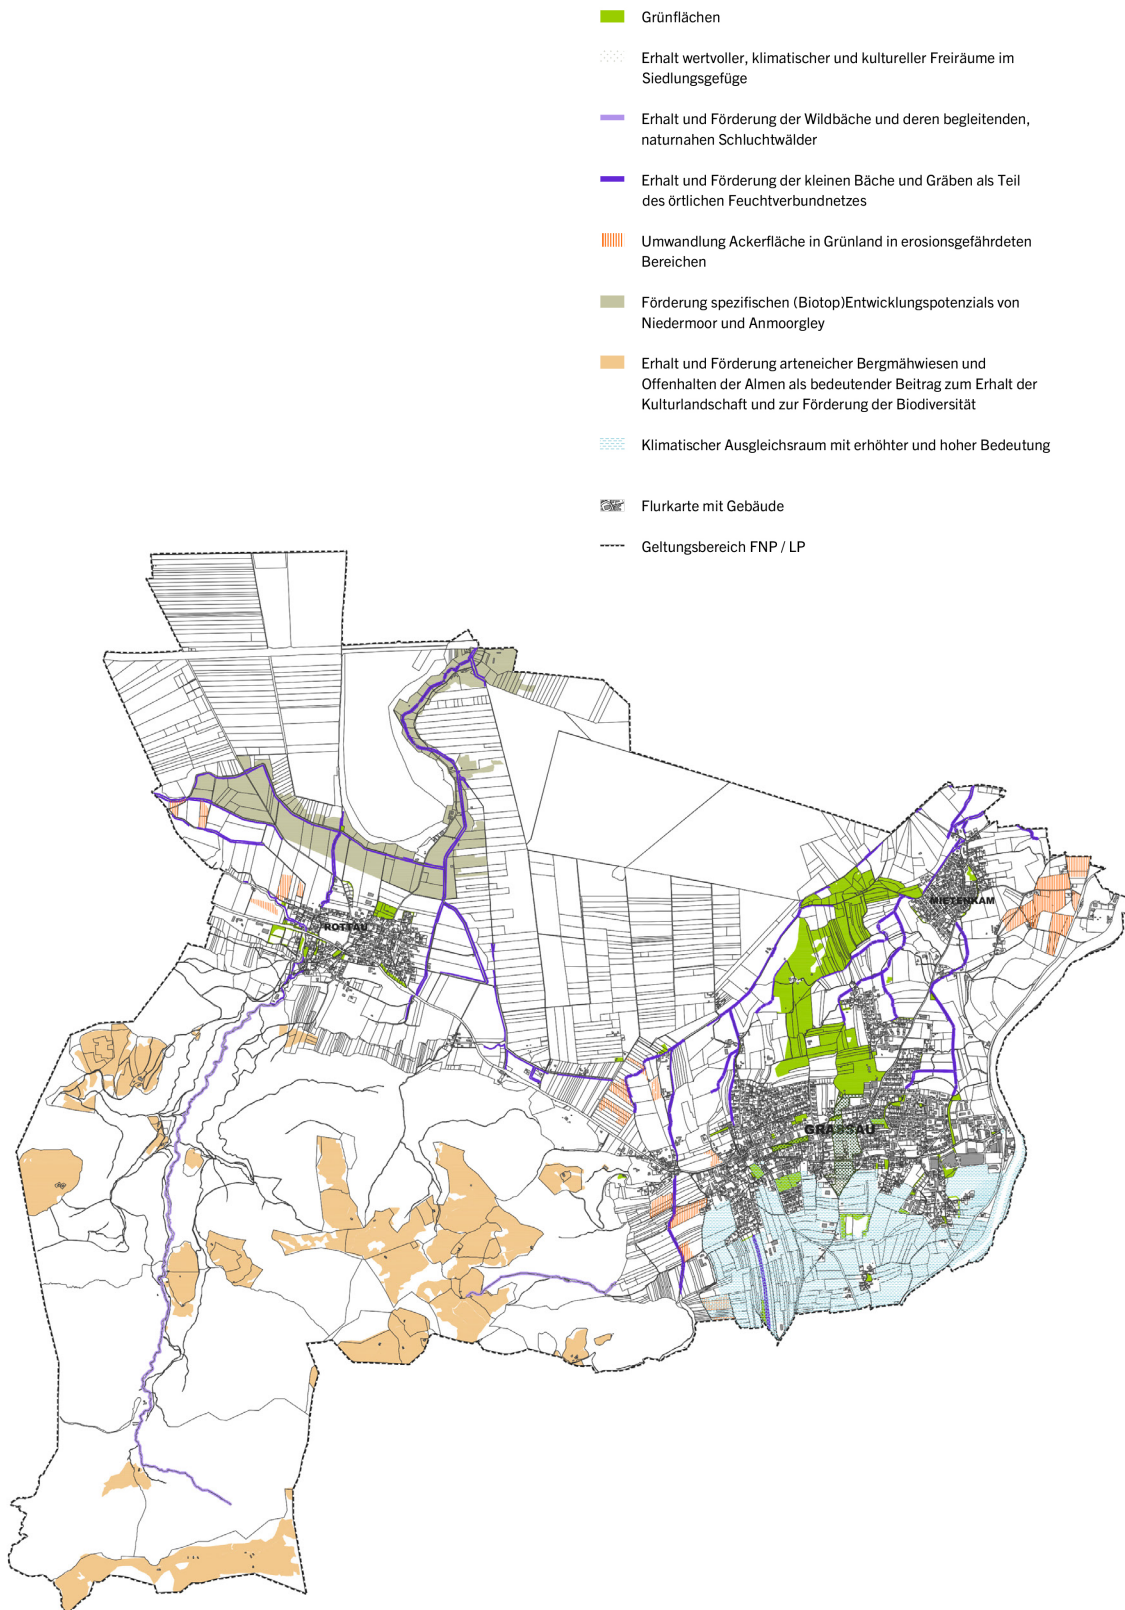 Grünflächen
Erhalt wertvoller, klimatischer und kultureller Freiräume im
Siedlungsgefüge
Erhalt und Förderung der Wildbäche und deren begleitenden,
naturnahen Schluchtwälder
Erhalt und Förderung der kleinen Bäche und Gräben als Teil
des örtlichen Feuchtverbundnetzes
Umwandlung Ackerfläche in Grünland in erosionsgefährdeten
Bereichen
Förderung spezifischen (Biotop)Entwicklungspotenzials von
Niedermoor und Anmoorgley
Erhalt und Förderung arteneicher Bergmähwiesen und
Offenhalten der Almen als bedeutender Beitrag zum Erhalt der
Kulturlandschaft und zur Förderung der Biodiversität
Klimatischer Ausgleichsraum mit erhöhter und hoher Bedeutung
Flurkarte mit Gebäude
Geltungsbereich FNP / LP
MIETENKAM
ROTTAU
GRASSAU